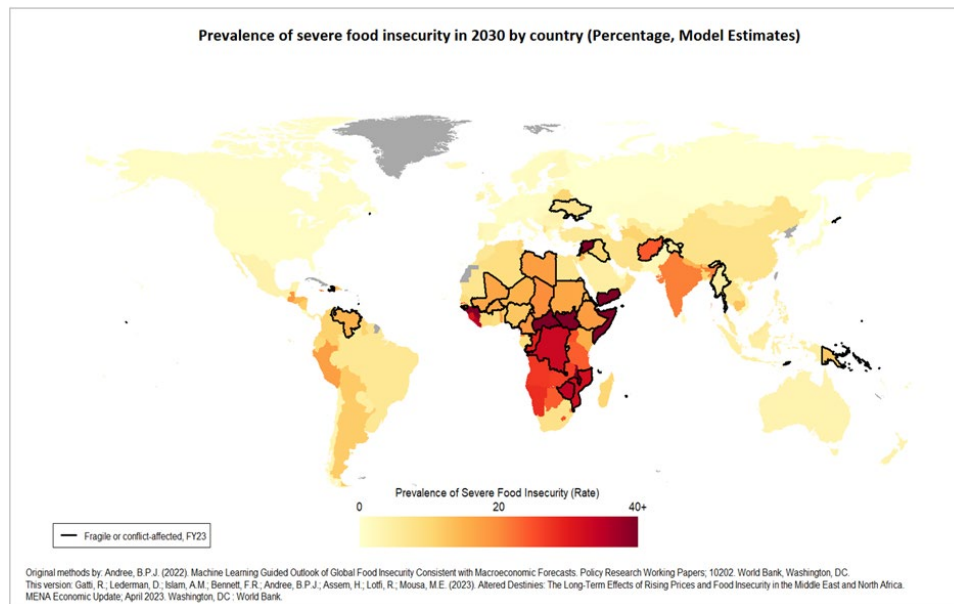 Prevalence of severe food insecurity in 2030 by country (Percentage, Model Estimates)
Prevalence of Severe Food Insecurity (Rate)
0 20 40+
Fragile or conflict-affected, FY23
Original methods by: Andree, B.P.J. (2022). Machine Learning Guided Outlook of Global Food Insecurity Consistent with Macroeconomic Forecasts. Policy Research Working Papers; 10202. World Bank, Washington, DC.
This version: Gatti, R.; Lederman, D.; Islam, A.M.; Bennett, F.R.; Andree, B.P.J.; Assem, H.; Lotfi, R.; Mousa, M.E. (2023). Altered Destinies: The Long-Term Effects of Rising Prices and Food Insecurity in the Middle East and North Africa.
MENA Economic Update; April 2023. Washington, DC : World Bank.